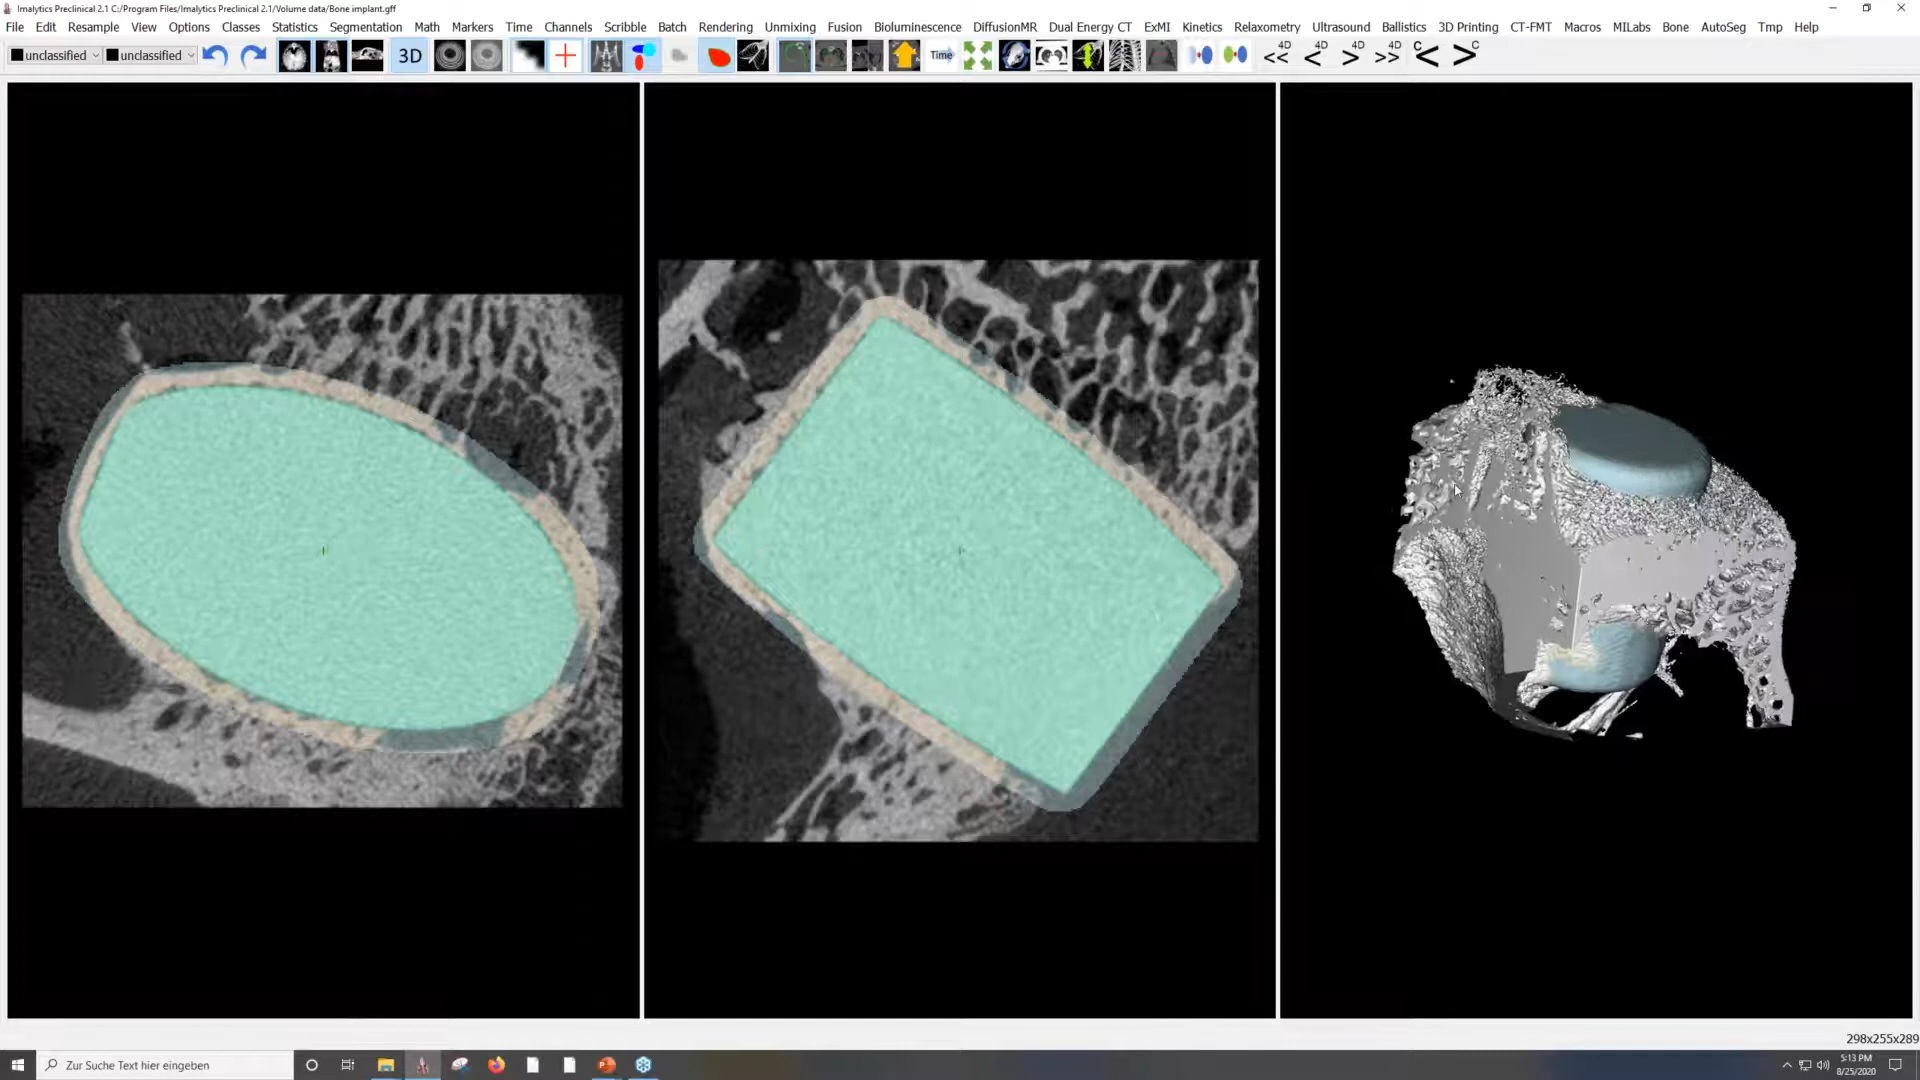 Imalytics Preclinical 2.1 C:/Program Files/Imalytics Preclinical 2.1/Volume data/Bone implant.gff
File Edit Resample View Options Classes Statistics Segmentation Math Markers Time Channels Scribble Batch Rendering Unmixing Fusion Bioluminescence DiffusionMR Dual Energy CT ExMI Kinetics Relaxometry Ultrasound Ballistics 3D Printing CT-FMT Macros MILabs Bone AutoSeg Tmp Help
unclassified unclassified 3D Time 4D << 4D < 4D > 4D >> C < C >
298x255x289
Zur Suche Text hier eingeben
5:13 PM
8/25/2020